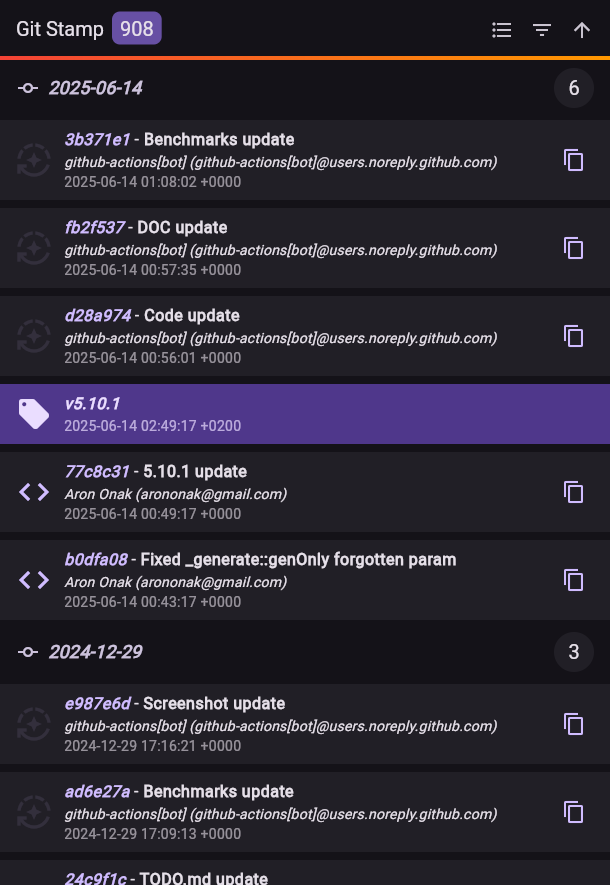 Git Stamp 908
2025-06-14 6
3b371e1 - Benchmarks update
github-actions[bot] (github-actions[bot]@users.noreply.github.com)
2025-06-14 01:08:02 +0000
fb2f537 - DOC update
github-actions[bot] (github-actions[bot]@users.noreply.github.com)
2025-06-14 00:57:35 +0000
d28a974 - Code update
github-actions[bot] (github-actions[bot]@users.noreply.github.com)
2025-06-14 00:56:01 +0000
v5.10.1
2025-06-14 02:49:17 +0200
77c8c31 - 5.10.1 update
Aron Onak (arononak@gmail.com)
2025-06-14 00:49:17 +0000
b0dfa08 - Fixed _generate::genOnly forgotten param
Aron Onak (arononak@gmail.com)
2025-06-14 00:43:17 +0000
2024-12-29 3
e987e6d - Screenshot update
github-actions[bot] (github-actions[bot]@users.noreply.github.com)
2024-12-29 17:16:21 +0000
ad6e27a - Benchmarks update
github-actions[bot] (github-actions[bot]@users.noreply.github.com)
2024-12-29 17:09:13 +0000
24c9f1c - TODO.md update